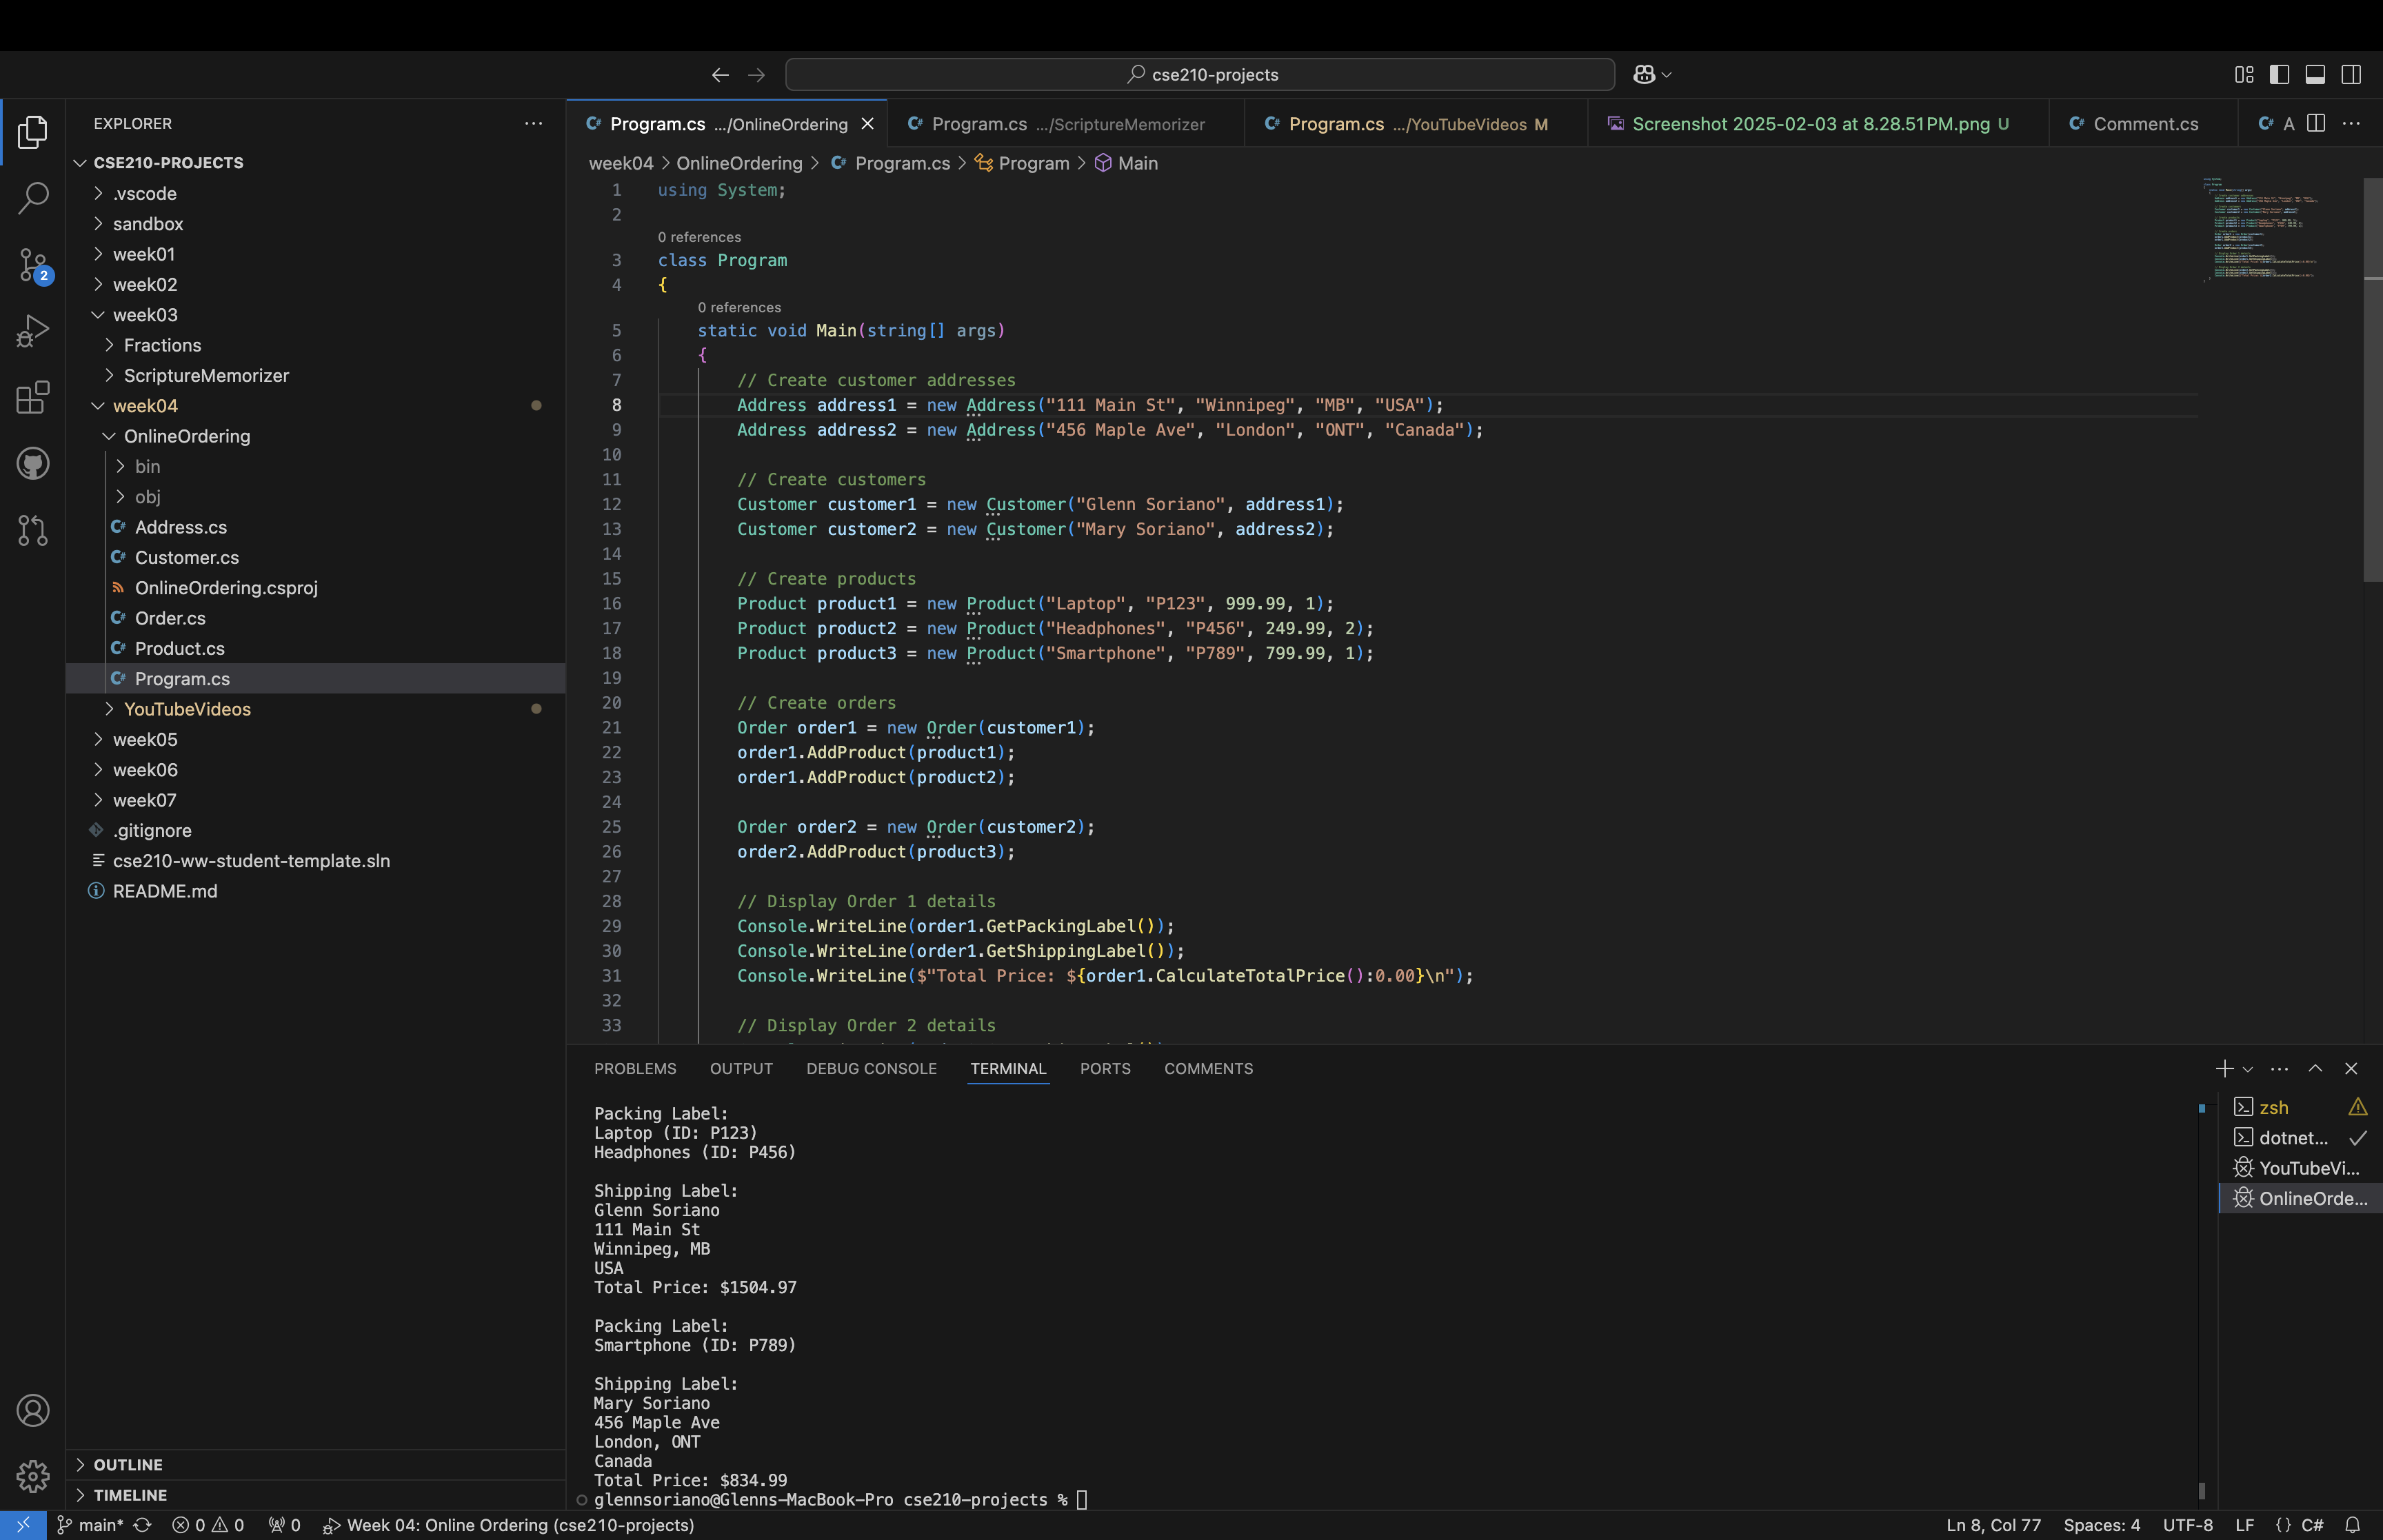 cse210-projects
EXPLORER
CSE210-PROJECTS
.vscode
sandbox
week01
week02
week03
Fractions
ScriptureMemorizer
week04
OnlineOrdering
bin
obj
Address.cs
Customer.cs
OnlineOrdering.csproj
Order.cs
Product.cs
Program.cs
YouTubeVideos
week05
week06
week07
.gitignore
cse210-ww-student-template.sln
README.md
OUTLINE
TIMELINE
2
Program.cs .../OnlineOrdering
Program.cs .../ScriptureMemorizer
Program.cs .../YouTubeVideos M
Screenshot 2025-02-03 at 8.28.51 PM.png U
Comment.cs
A
week04 > OnlineOrdering > Program.cs > Program > Main
1 using System;
2
0 references
3 class Program
4 {
0 references
5 static void Main(string[] args)
6 {
7 // Create customer addresses
8 Address address1 = new Address("111 Main St", "Winnipeg", "MB", "USA");
9 Address address2 = new Address("456 Maple Ave", "London", "ONT", "Canada");
10
11 // Create customers
12 Customer customer1 = new Customer("Glenn Soriano", address1);
13 Customer customer2 = new Customer("Mary Soriano", address2);
14
15 // Create products
16 Product product1 = new Product("Laptop", "P123", 999.99, 1);
17 Product product2 = new Product("Headphones", "P456", 249.99, 2);
18 Product product3 = new Product("Smartphone", "P789", 799.99, 1);
19
20 // Create orders
21 Order order1 = new Order(customer1);
22 order1.AddProduct(product1);
23 order1.AddProduct(product2);
24
25 Order order2 = new Order(customer2);
26 order2.AddProduct(product3);
27
28 // Display Order 1 details
29 Console.WriteLine(order1.GetPackingLabel());
30 Console.WriteLine(order1.GetShippingLabel());
31 Console.WriteLine($"Total Price: ${order1.CalculateTotalPrice():0.00}\n");
32
33 // Display Order 2 details
PROBLEMS OUTPUT DEBUG CONSOLE TERMINAL PORTS COMMENTS
Packing Label:
Laptop (ID: P123)
Headphones (ID: P456)
Shipping Label:
Glenn Soriano
111 Main St
Winnipeg, MB
USA
Total Price: $1504.97
Packing Label:
Smartphone (ID: P789)
Shipping Label:
Mary Soriano
456 Maple Ave
London, ONT
Canada
Total Price: $834.99
glennsoriano@Glenns-MacBook-Pro cse210-projects %
zsh
dotnet...
YouTubeVi...
OnlineOrde...
main* 0 0 0 Week 04: Online Ordering (cse210-projects)
Ln 8, Col 77 Spaces: 4 UTF-8 LF {} C#